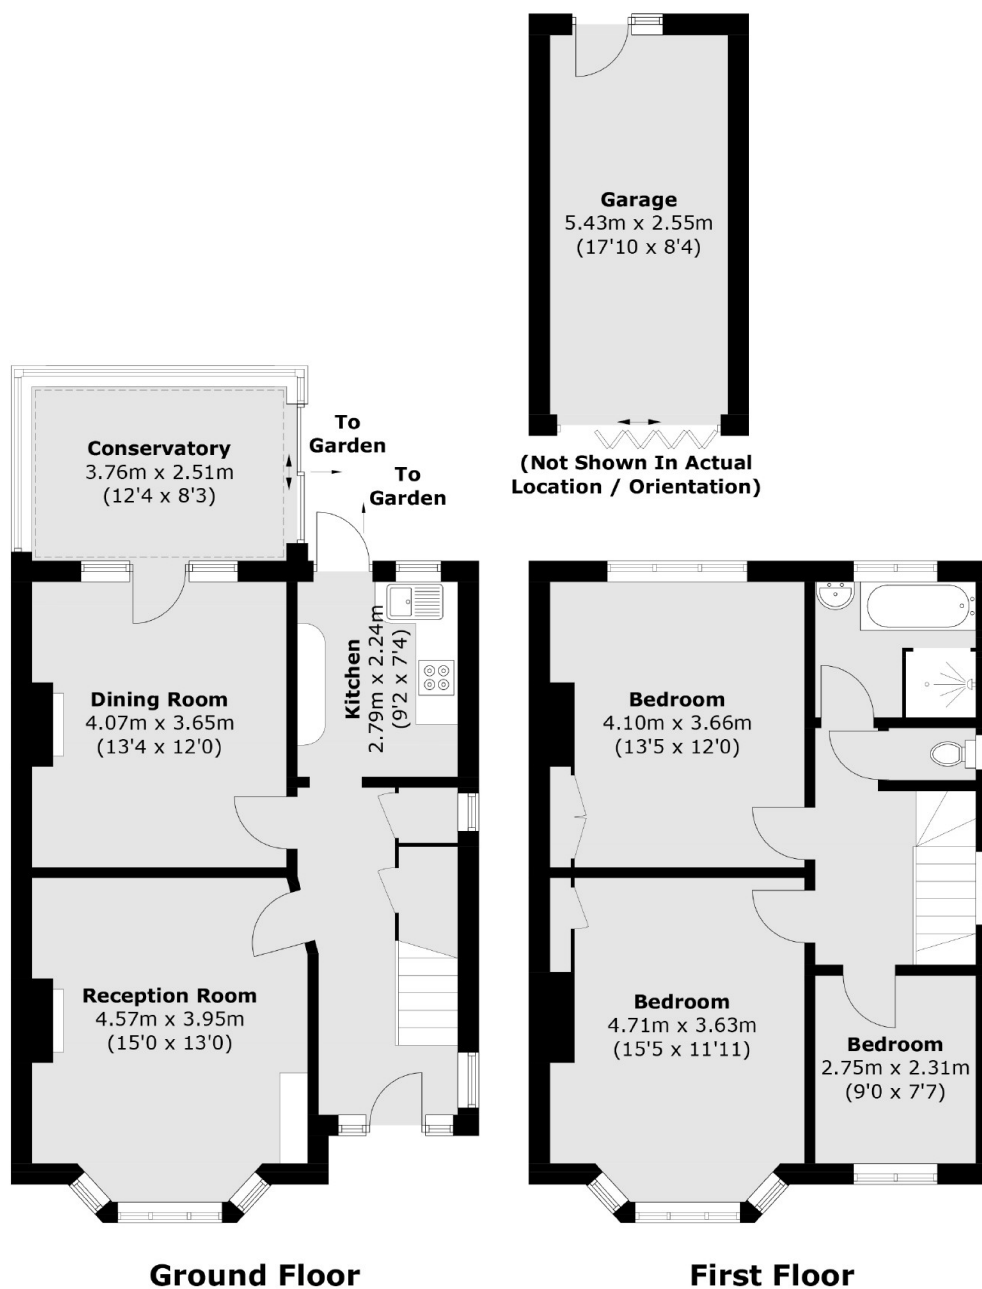 Garage
5.43m x 2.55m
(17'10 x 8'4)
(Not Shown In Actual
Location / Orientation)
Conservatory
3.76m x 2.51m
(12'4 x 8'3)
To
Garden
To
Garden
Kitchen
2.79m x 2.24m
(9'2 x 7'4)
Dining Room
4.07m x 3.65m
(13'4 x 12'0)
Reception Room
4.57m x 3.95m
(15'0 x 13'0)
Bedroom
4.10m x 3.66m
(13'5 x 12'0)
Bedroom
4.71m x 3.63m
(15'5 x 11'11)
Bedroom
2.75m x 2.31m
(9'0 x 7'7)
Ground Floor
First Floor